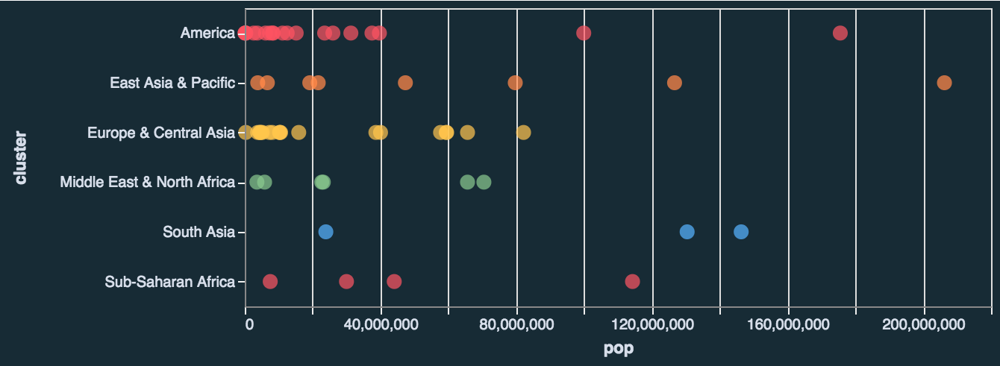 America
East Asia & Pacific
Europe & Central Asia
Middle East & North Africa
South Asia
Sub-Saharan Africa
cluster
0 40,000,000 80,000,000 120,000,000 160,000,000 200,000,000
pop